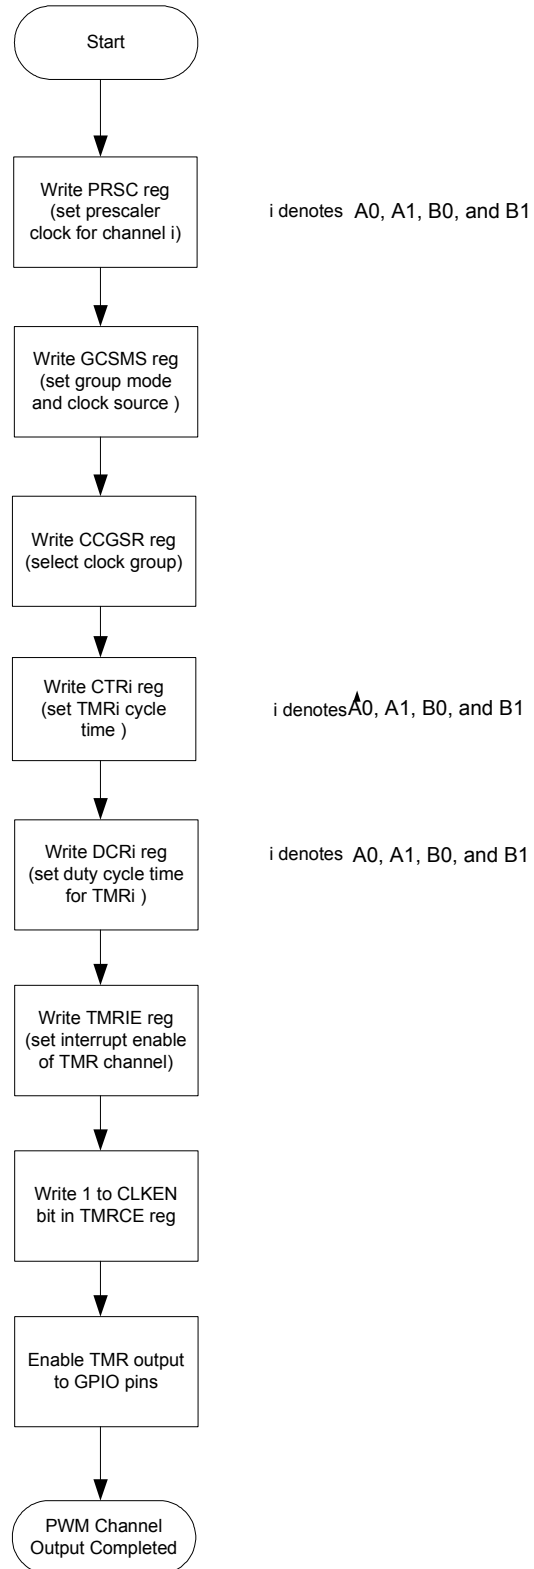 Start
Write PRSC reg
(set prescaler
clock for channel i)
i denotes A0, A1, B0, and B1
Write GCSMS reg
(set group mode
and clock source )
Write CCGSR reg
(select clock group)
Write CTRi reg
(set TMRi cycle
time )
i denotes A0, A1, B0, and B1
Write DCRi reg
(set duty cycle time
for TMRi )
i denotes A0, A1, B0, and B1
Write TMRIE reg
(set interrupt enable
of TMR channel)
Write 1 to CLKEN
bit in TMRCE reg
Enable TMR output
to GPIO pins
PWM Channel
Output Completed